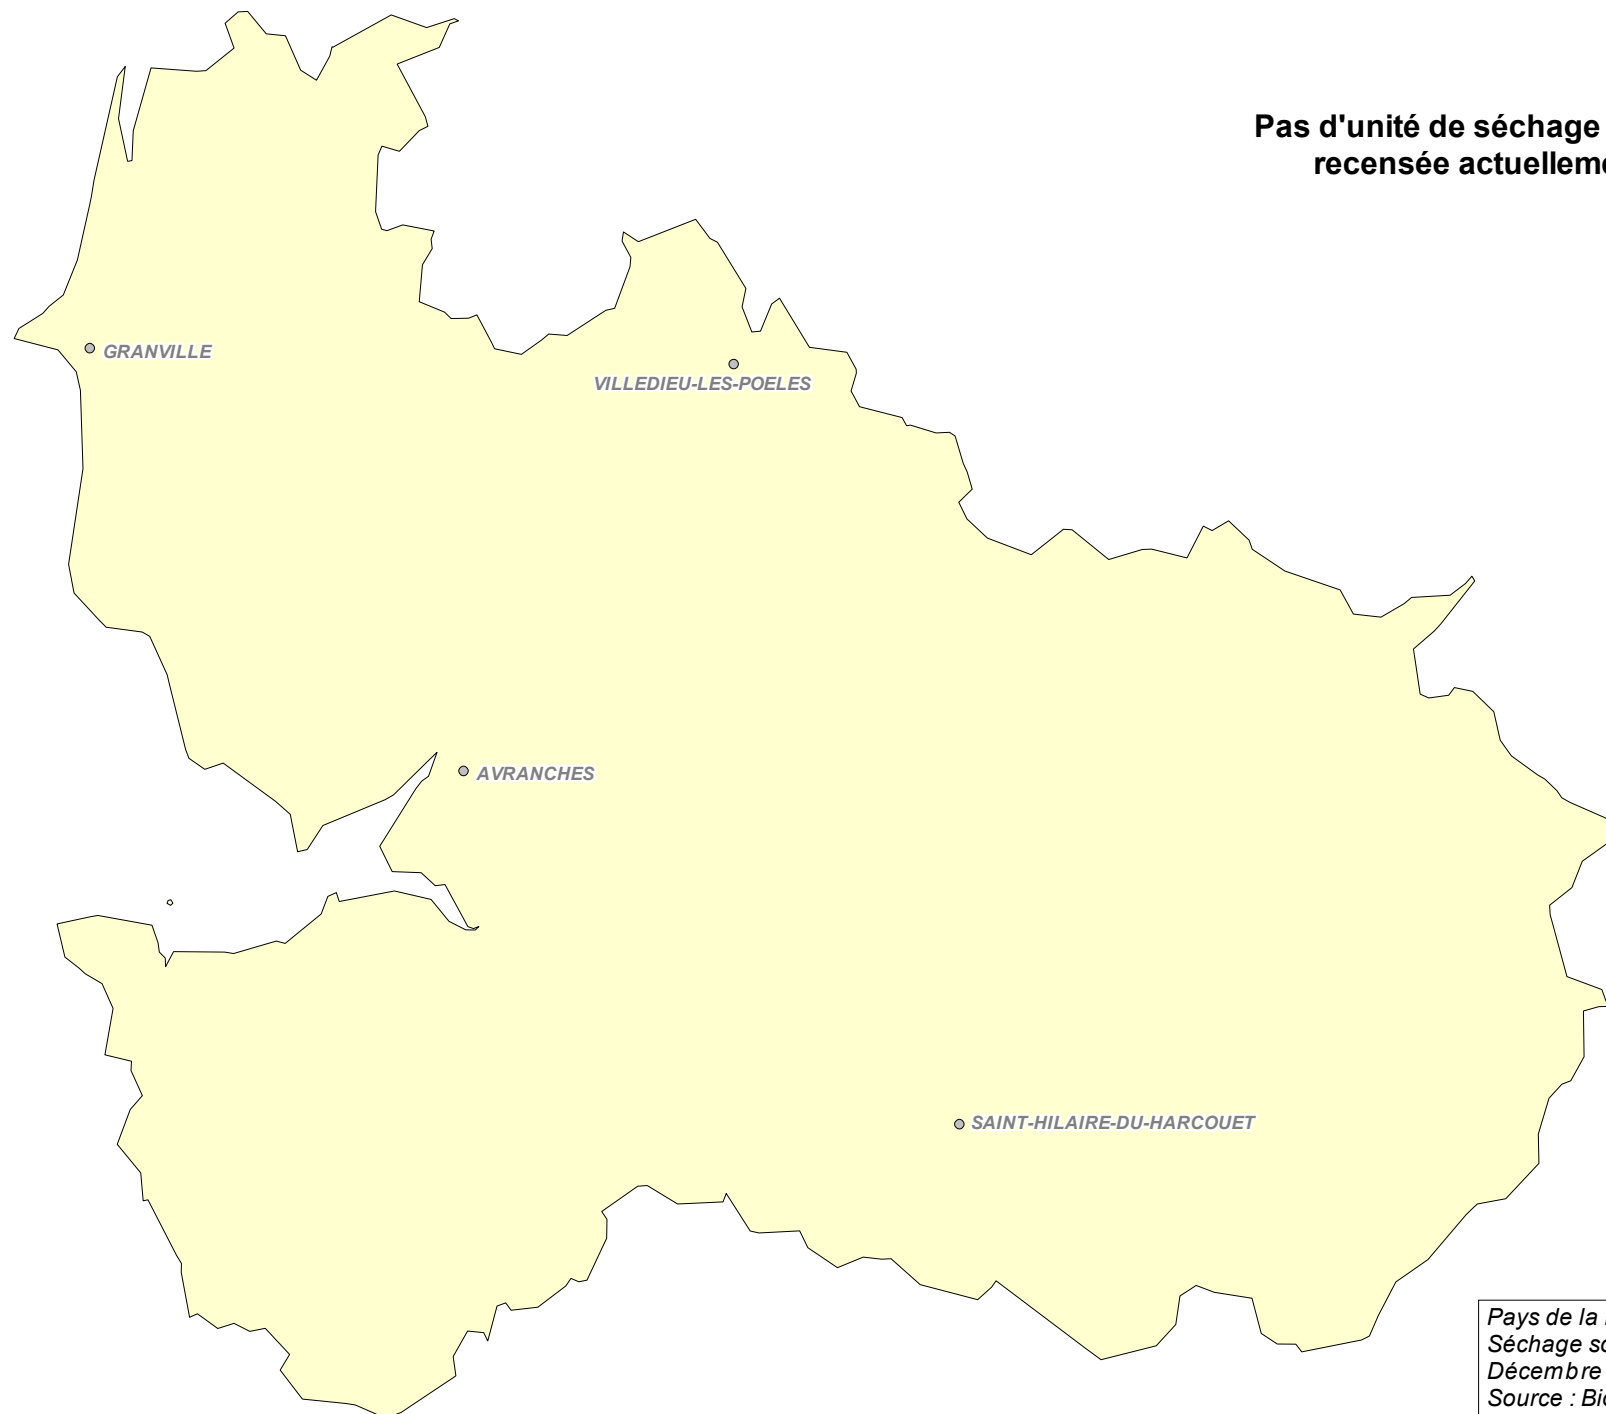 Pas d'unité de séchage
recensée actuelleme
GRANVILLE
VILLEDIEU-LES-POELES
AVRANCHES
SAINT-HILAIRE-DU-HARCOUET
Pays de la
Séchage so
Décembre
Source : Bio